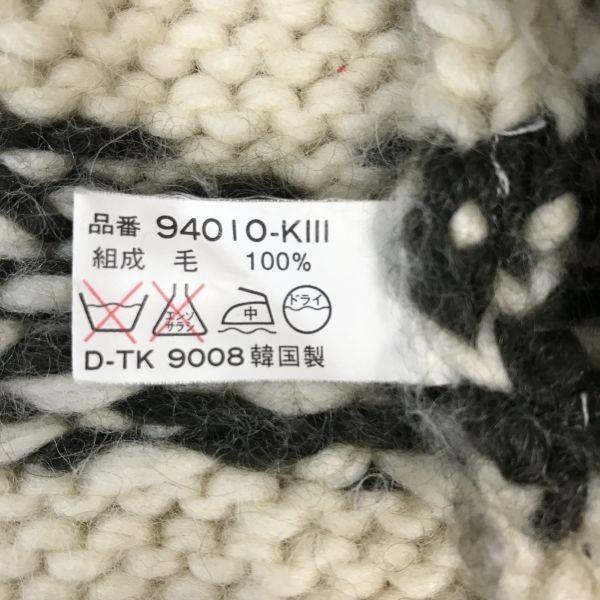 品番 94010-KIII
組成 毛 100%
エンソサラシ 中 ドライ
D-TK 9008 韓国製